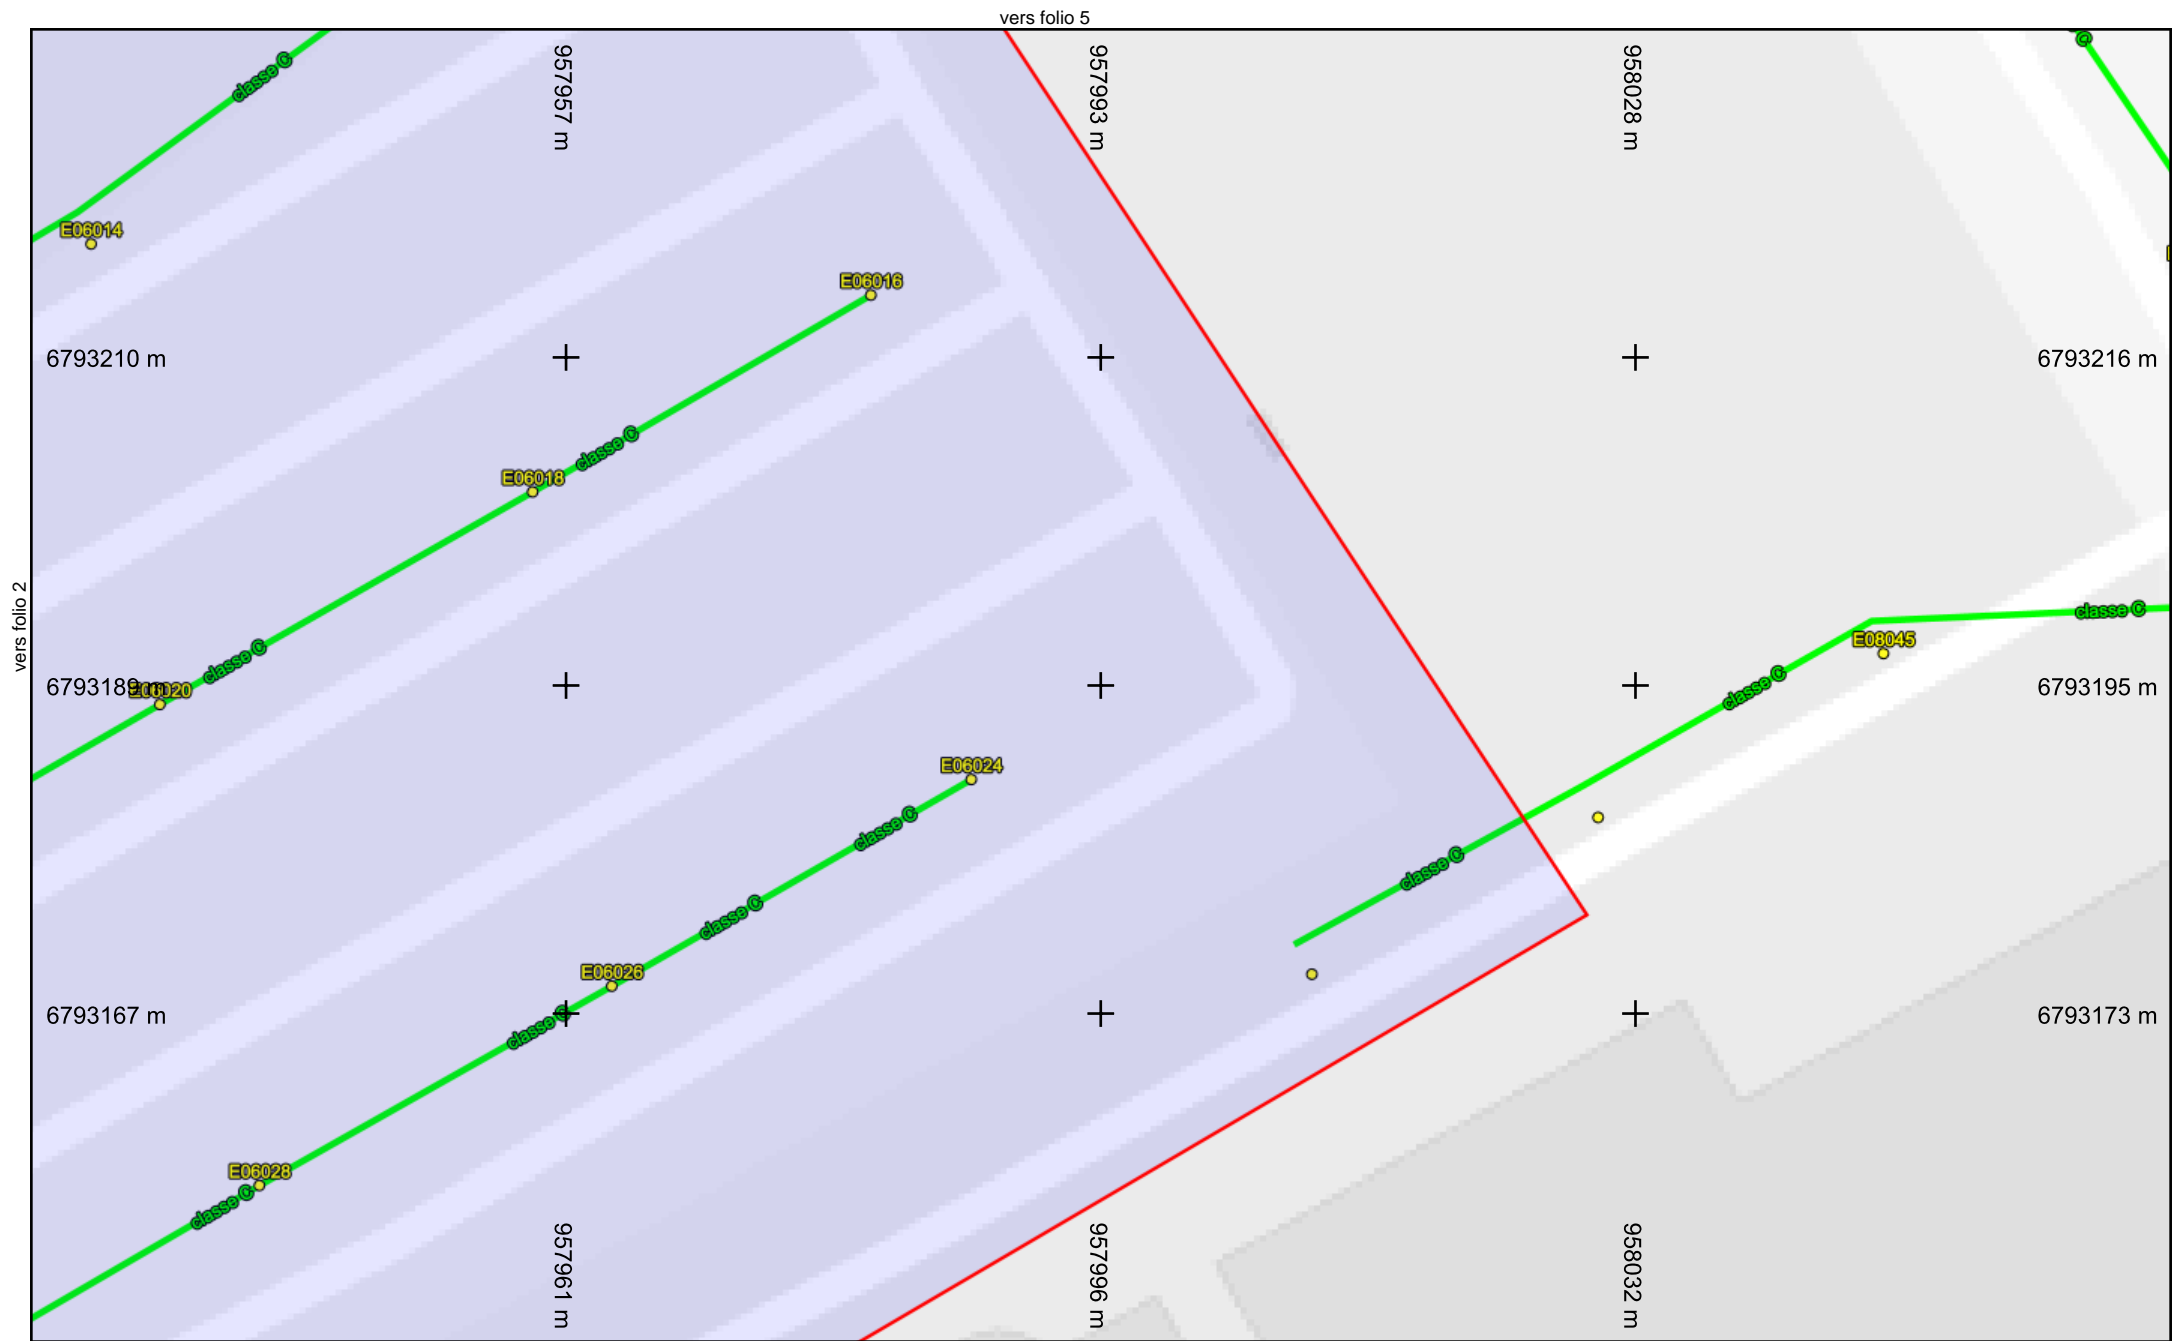 vers folio 5
957957 m
957993 m
958028 m
classe C
C
E06014
E06016
6793210 m
6793216 m
classe C
E06018
vers folio 2
classe C
classe C
E08045
6793189 m
E06020
classe C
6793195 m
E06024
classe C
classe C
classe C
E06026
6793167 m
classe C
6793173 m
E06028
classe C
957961 m
957996 m
958032 m